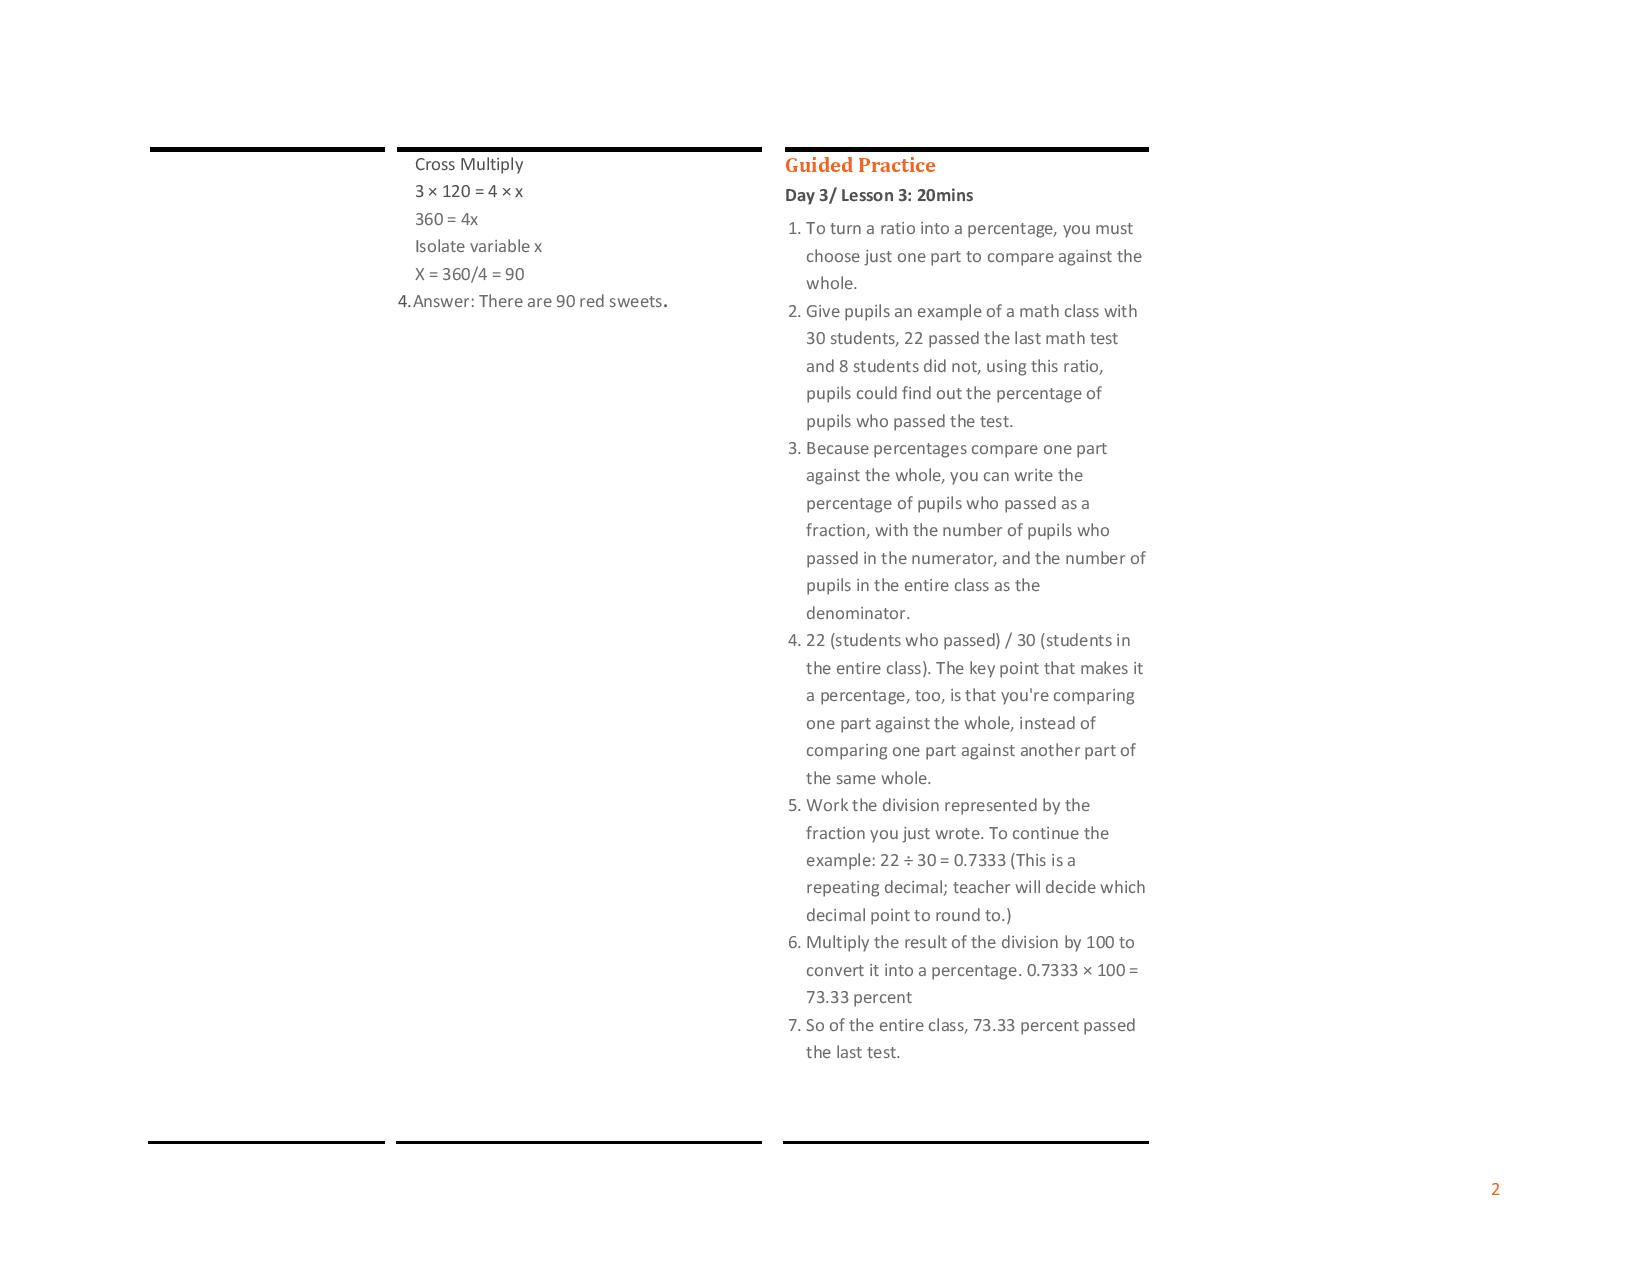 Cross Multiply
3 × 120 = 4 × x
360 = 4x
Isolate variable x
X = 360/4 = 90
4.Answer: There are 90 red sweets.
Guided Practice
Day 3/ Lesson 3: 20mins
1. To turn a ratio into a percentage, you must
choose just one part to compare against the
whole.
2. Give pupils an example of a math class with
30 students, 22 passed the last math test
and 8 students did not, using this ratio,
pupils could find out the percentage of
pupils who passed the test.
3. Because percentages compare one part
against the whole, you can write the
percentage of pupils who passed as a
fraction, with the number of pupils who
passed in the numerator, and the number of
pupils in the entire class as the
denominator.
4. 22 (students who passed) / 30 (students in
the entire class). The key point that makes it
a percentage, too, is that you're comparing
one part against the whole, instead of
comparing one part against another part of
the same whole.
5. Work the division represented by the
fraction you just wrote. To continue the
example: 22 ÷ 30 = 0.7333 (This is a
repeating decimal; teacher will decide which
decimal point to round to.)
6. Multiply the result of the division by 100 to
convert it into a percentage. 0.7333 × 100 =
73.33 percent
7. So of the entire class, 73.33 percent passed
the last test.
2